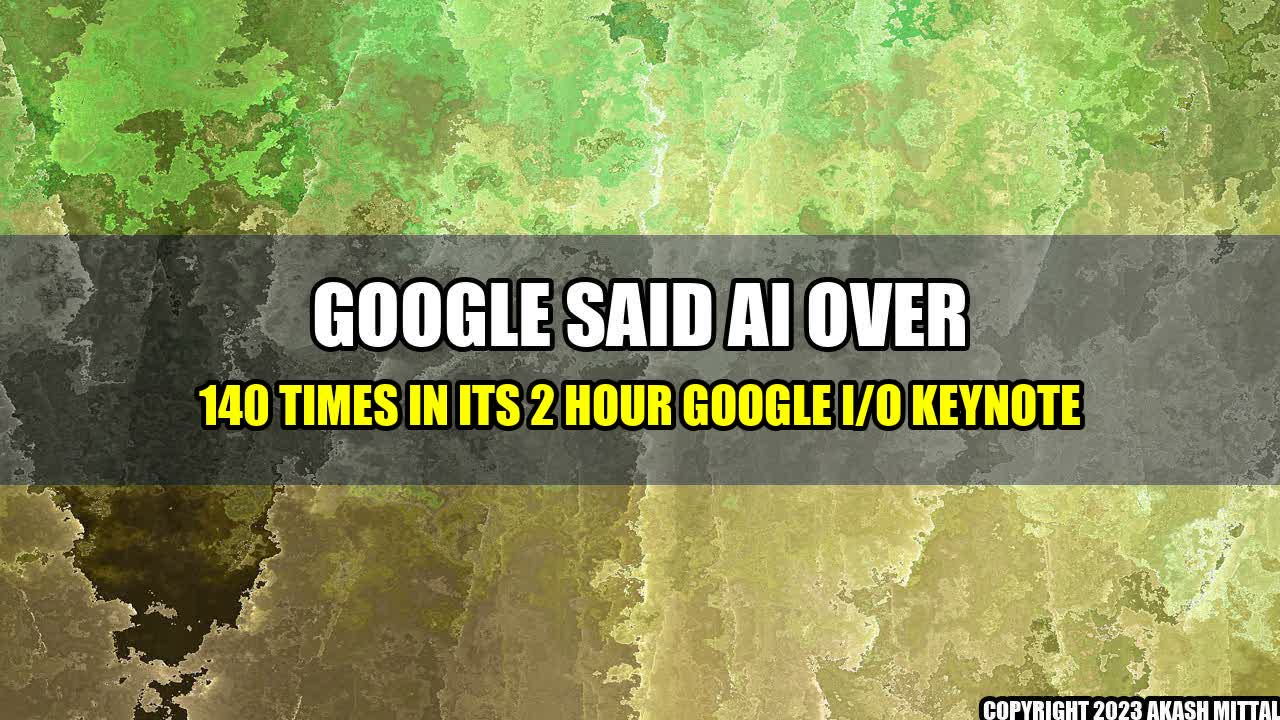 GOOGLE SAID AI OVER
140 TIMES IN ITS 2 HOUR GOOGLE I/O KEYNOTE
COPYRIGHT 2023 AKASH MITTAL